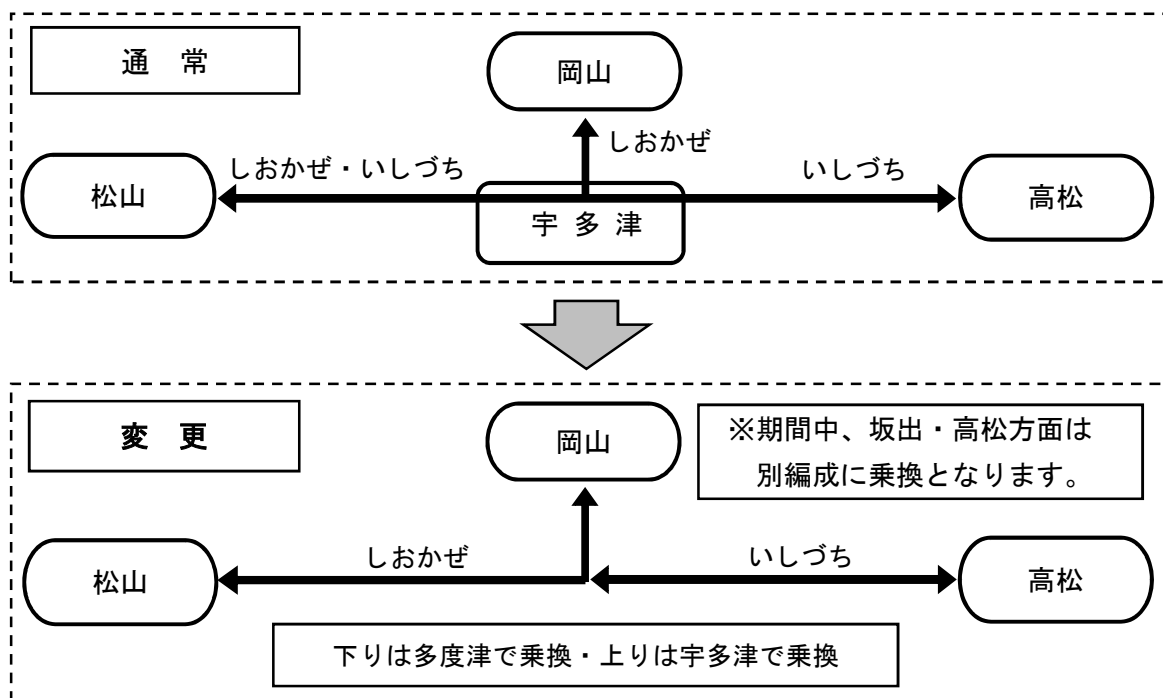 通 常
岡山
しおかぜ
しおかぜ・いしづち
いしづち
松山
宇 多 津
高松
変 更
岡山
※期間中、坂出・高松方面は
別編成に乗換となります。
しおかぜ
いしづち
松山
高松
下りは多度津で乗換・上りは宇多津で乗換